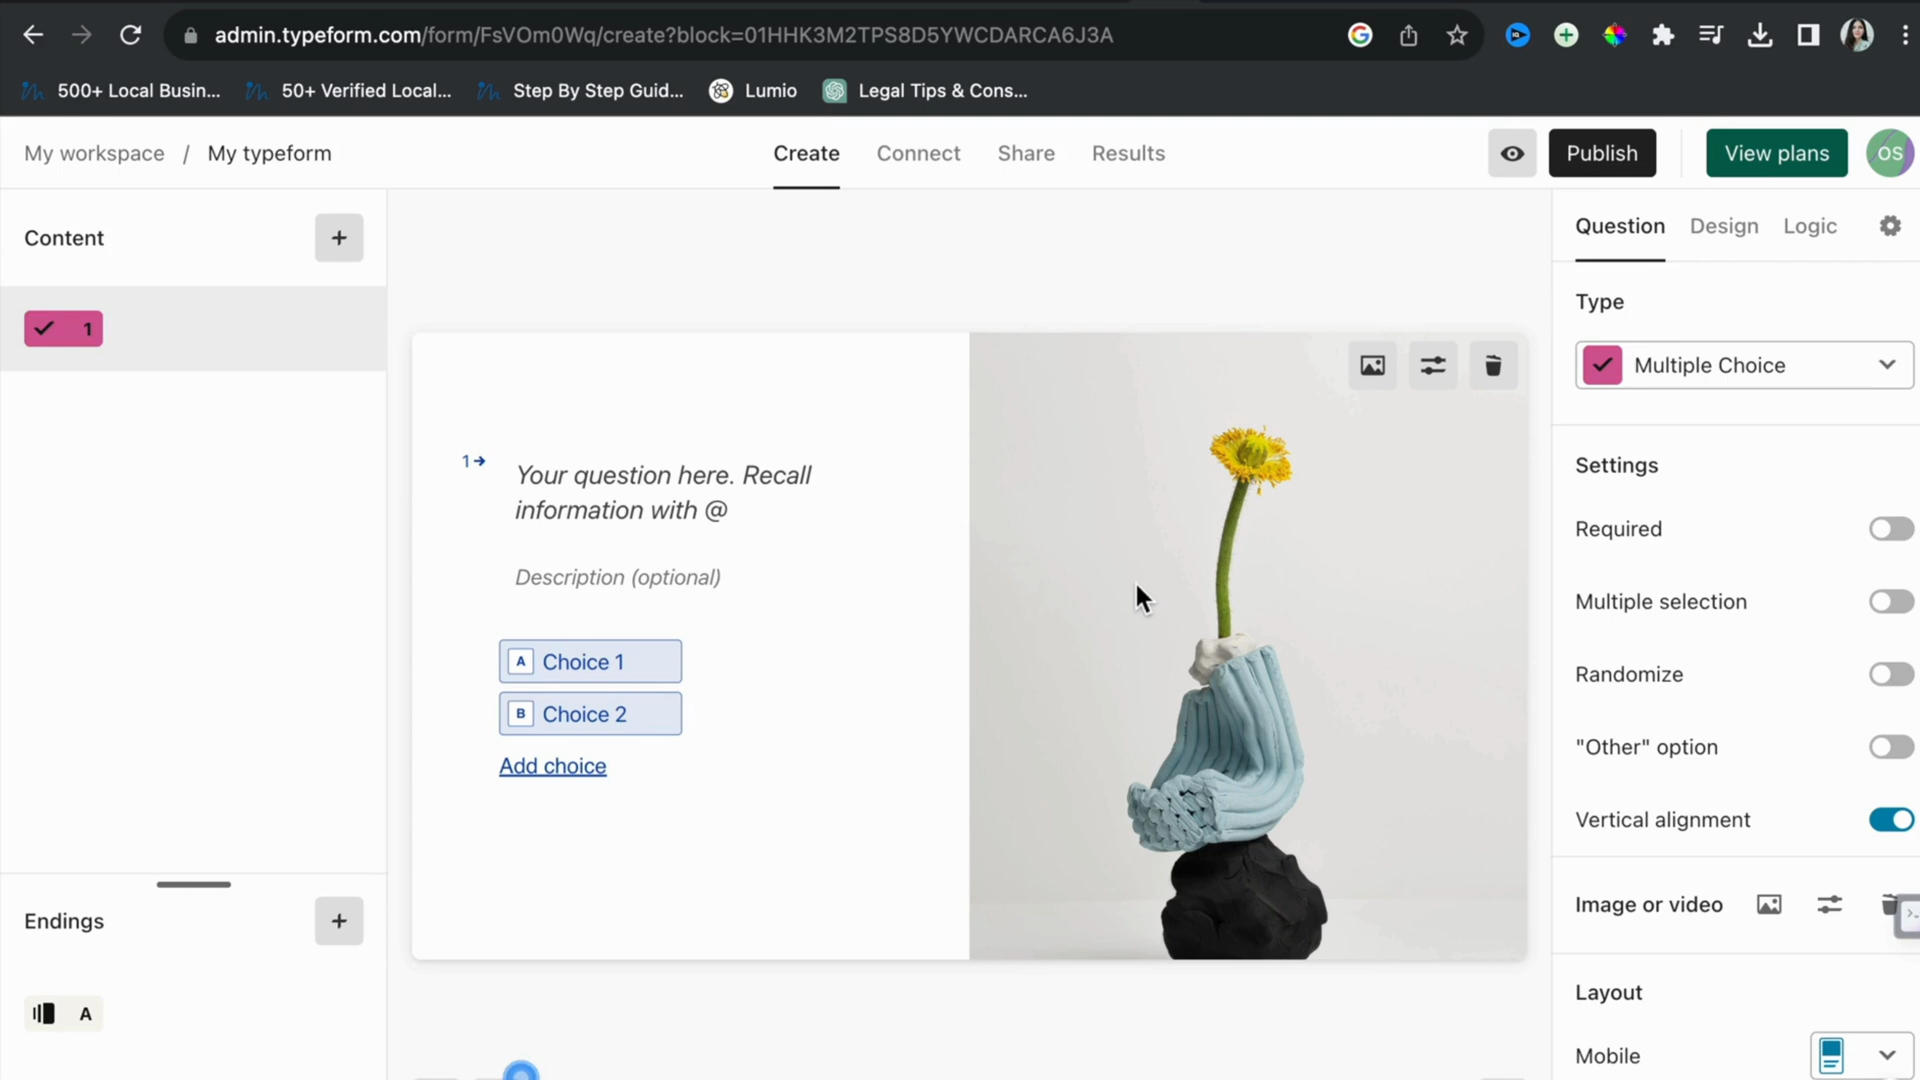 admin.typeform.com/form/FsVOm0Wq/create?block=01HHK3M2TPS8D5YWCDARCA6J3A
500+ Local Busin...
50+ Verified Local...
Step By Step Guid...
Lumio
Legal Tips & Cons...
My workspace / My typeform
Create
Connect
Share
Results
Publish
View plans
OS
Content
+
1
Question
Design
Logic
Type
Multiple Choice
1→
Your question here. Recall
information with @
Description (optional)
A Choice 1
B Choice 2
Add choice
Settings
Required
Multiple selection
Randomize
"Other" option
Vertical alignment
Image or video
Layout
Mobile
Endings
+
A